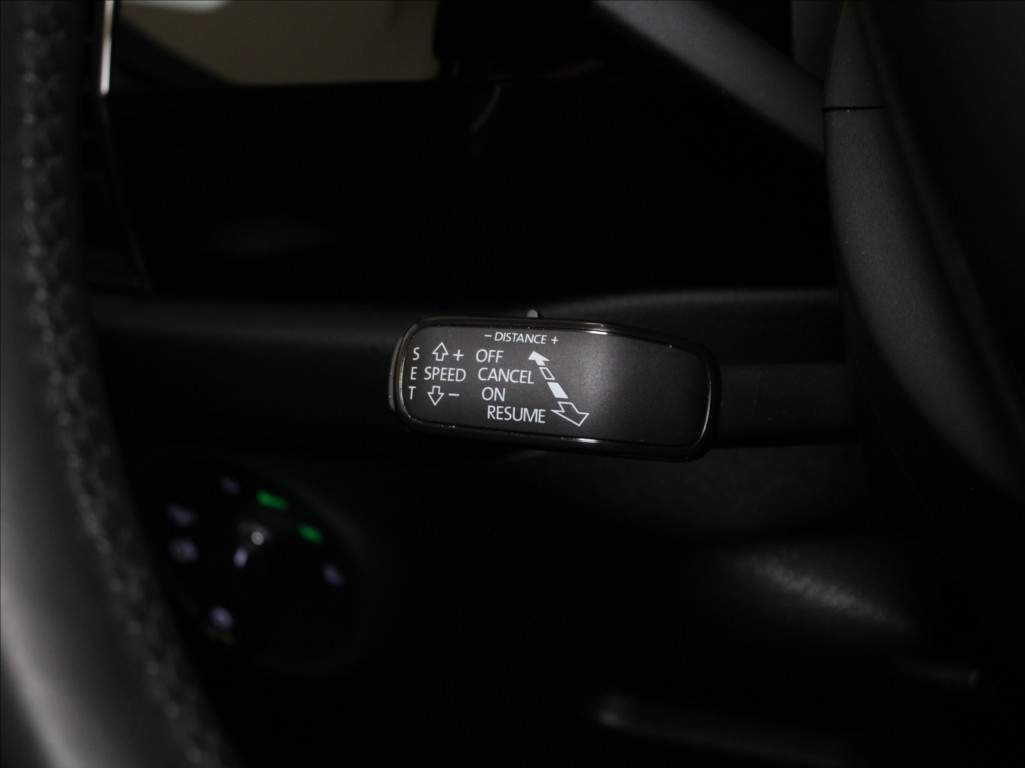 – DISTANCE +
S + OFF
E SPEED CANCEL
T – ON
RESUME